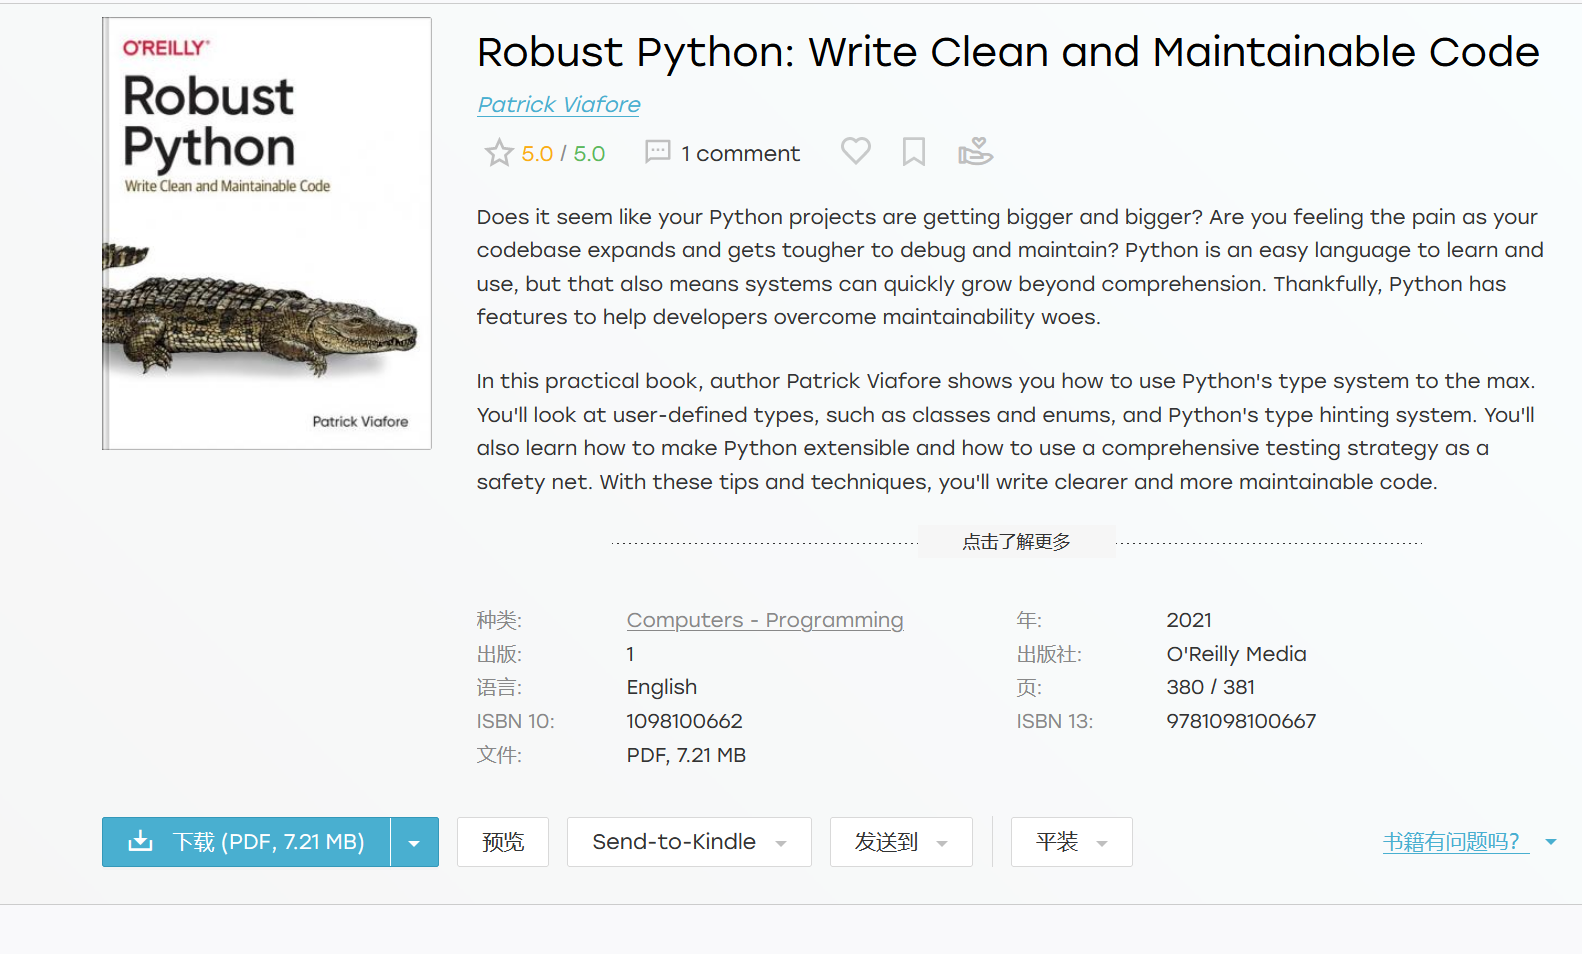 O'REILLY®
Robust
Python
Write Clean and Maintainable Code
Patrick Viafore
Robust Python: Write Clean and Maintainable Code
Patrick Viafore
5.0 / 5.0 1 comment
Does it seem like your Python projects are getting bigger and bigger? Are you feeling the pain as your
codebase expands and gets tougher to debug and maintain? Python is an easy language to learn and
use, but that also means systems can quickly grow beyond comprehension. Thankfully, Python has
features to help developers overcome maintainability woes.
In this practical book, author Patrick Viafore shows you how to use Python's type system to the max.
You'll look at user-defined types, such as classes and enums, and Python's type hinting system. You'll
also learn how to make Python extensible and how to use a comprehensive testing strategy as a
safety net. With these tips and techniques, you'll write clearer and more maintainable code.
点击了解更多
种类: Computers - Programming 年: 2021
出版: 1 出版社: O'Reilly Media
语言: English 页: 380 / 381
ISBN 10: 1098100662 ISBN 13: 9781098100667
文件: PDF, 7.21 MB
下载 (PDF, 7.21 MB) 预览 Send-to-Kindle 发送到 平装 书籍有问题吗?